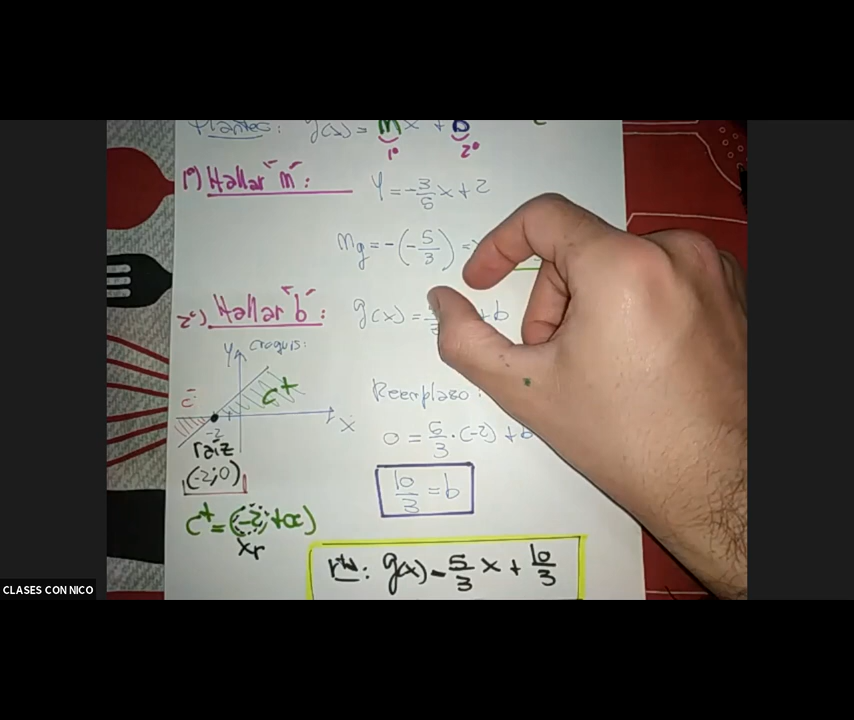 Planteo: g(x) = m x + b
1° 2°
1°) Hallar "m":
Y = -3/5 x + 2
mg = -(-5/3) =
2°) Hallar "b":
g(x) = + b
croquis:
Y
C+
C-
X
-2
raíz
(-2;0)
Reemplazo:
0 = 5/3 · (-2) + b
10/3 = b
C+ = (-2; +∞)
xr
rta: g(x) = 5/3 x + 10/3
CLASES CON NICO